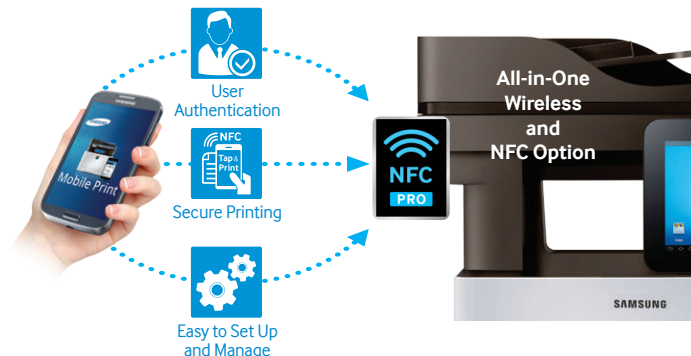 User
Authentication
NFC
Tap &
Print
Secure Printing
Easy to Set Up
and Manage
SAMSUNG
Mobile Print
NFC
PRO
All-in-One
Wireless
and
NFC Option
SAMSUNG